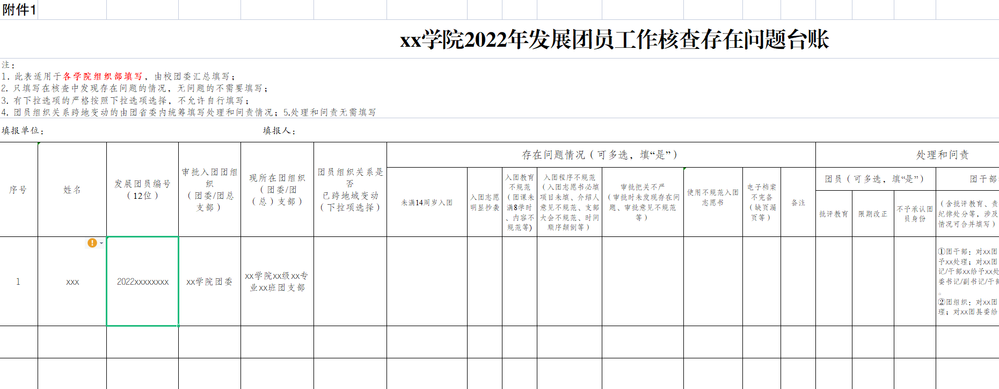 附件1
xx学院2022年发展团员工作核查存在问题台账
注：
1. 此表适用于各学院组织部填写，由校团委汇总填写；
2. 只填写在核查中发现存在问题的情况，无问题的不需要填写；
3. 有下拉选项的严格按照下拉选项选择，不允许自行填写；
4. 团员组织关系跨地变动的由团省委内统筹填写处理和问责情况；5.处理和问责无需填写
填报单位：
填报人：
序号
姓名
发展团员编号
（12位）
审批入团团组
织
（团委/团总
支部）
现所在团组织
（团委/团
（总）支部）
团员组织关系是
否
已跨地域变动
（下拉项选择）
存在问题情况（可多选，填“是”）
未满14周岁入团
入团志愿
明显抄袭
入团教育
不规范
（团课未
满8学时
、内容不
规范等)
入团程序不规范
（入团志愿书必填
项目未填、介绍人
意见不规范、支部
大会不规范、时间
顺序颠倒等）
审批把关不严
（审批时未发现存在问
题、审批意见不规范
等）
使用不规范入团
志愿书
电子档案
不完备
（缺页漏
页等）
备注
处理和问责
团员（可多选，填“是”）
批评教育
限期改正
不予承认团
员身份
团干部
（含批评教育、责
纪律处分等，涉及
情况可合并填写）
1
xxx
2022xxxxxxxx
xx学院团委
xx学院xx级xx专
业xx班团支部
①团干部：对xx团
予xx处理；对xx团
记/干部xx给予xx处
委书记/副书记/干部
。
②团组织：对xx团
理；对xx团县委给